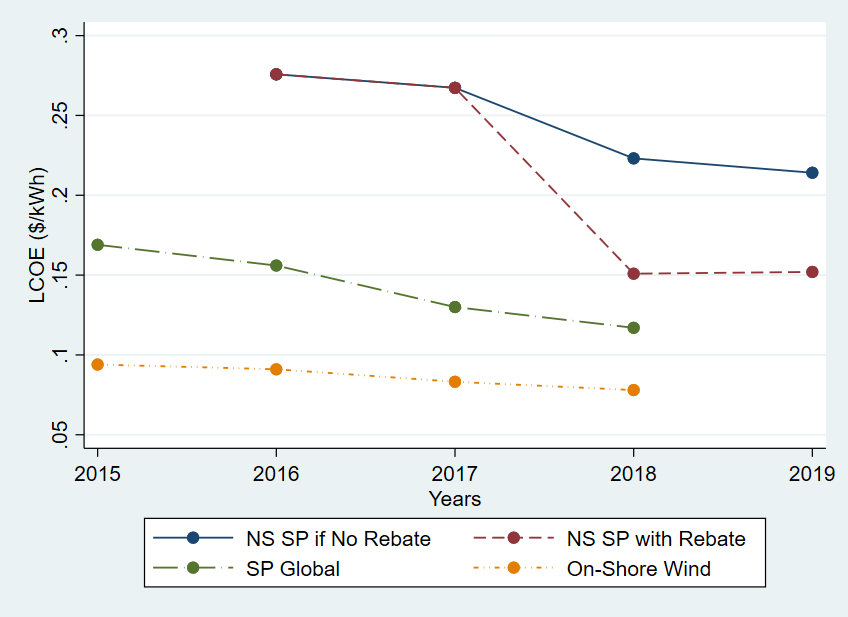 .3
.25
.2
.15
.1
.05
LCOE ($/kWh)
2015 2016 2017 2018 2019
Years
NS SP if No Rebate NS SP with Rebate
SP Global On-Shore Wind